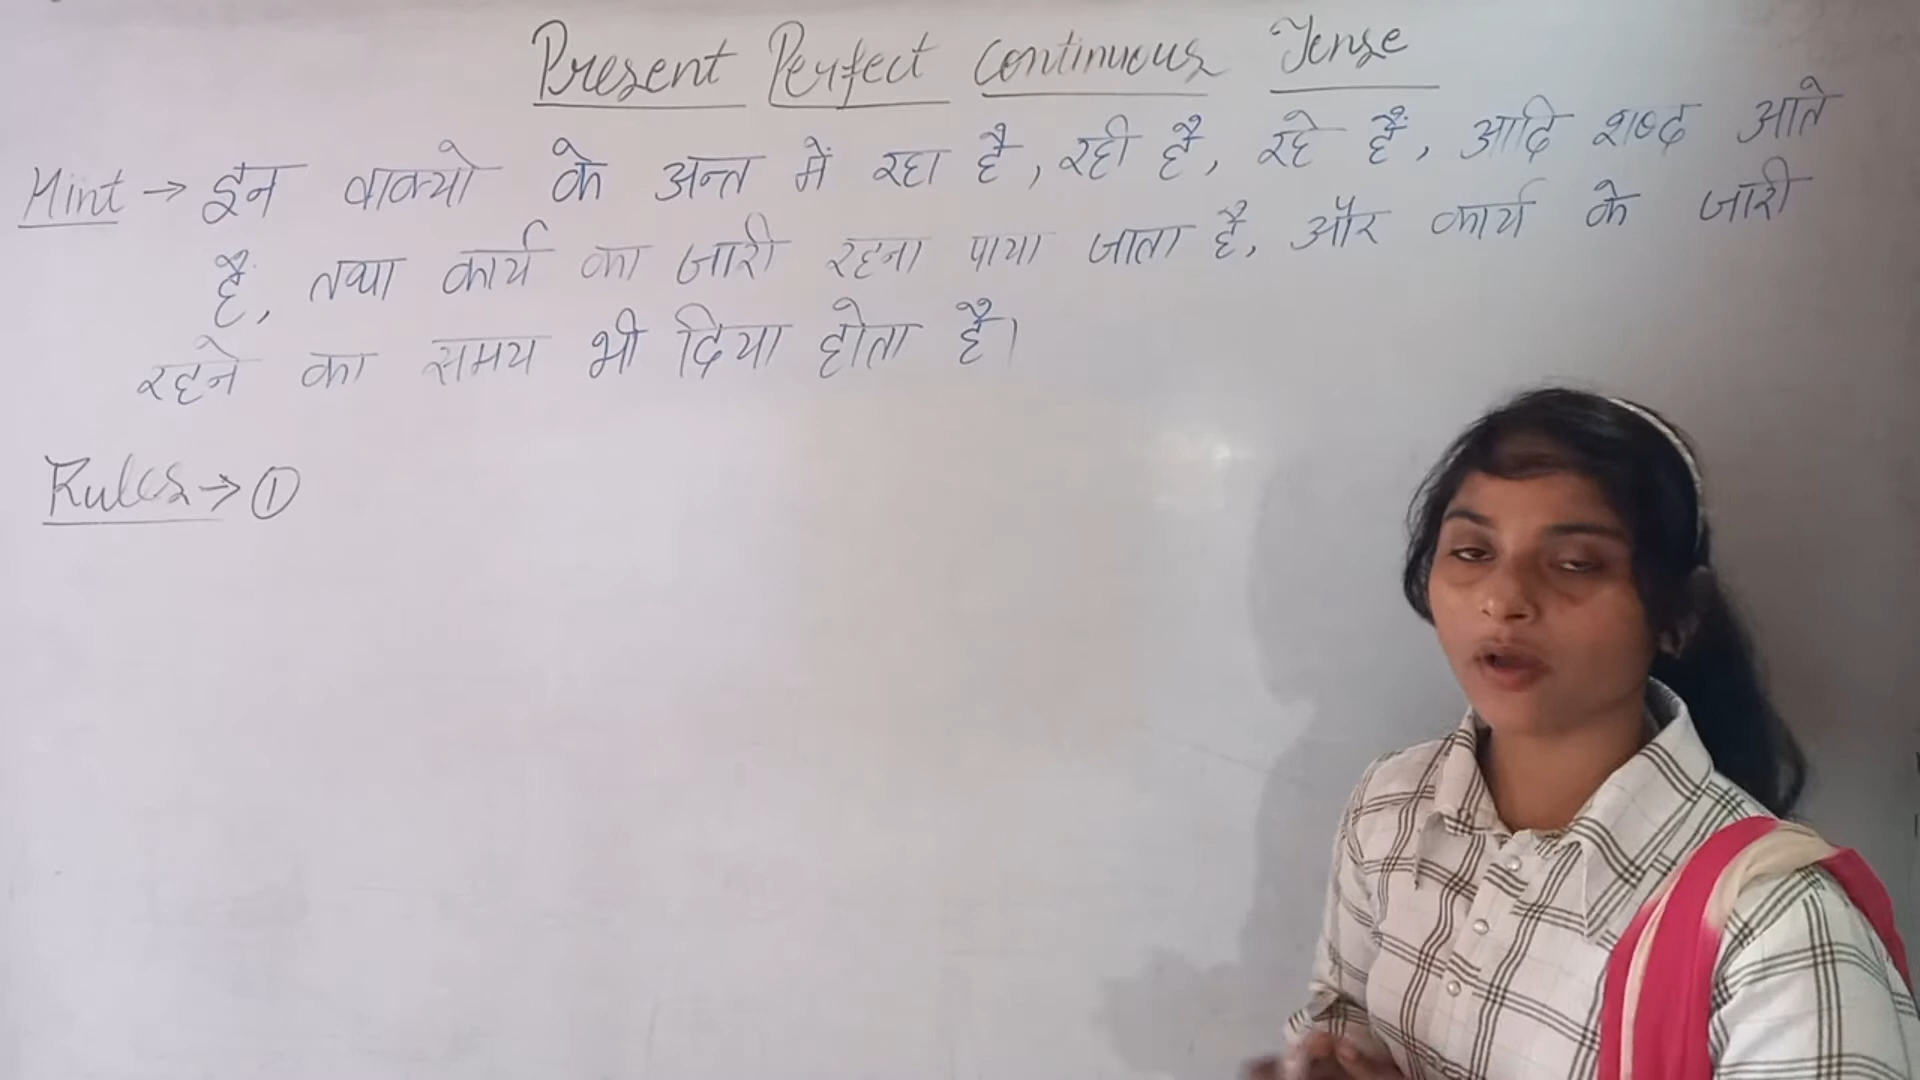 Present Perfect Continuous Tense
Hint → इन वाक्यो के अन्त में रहा है, रही है, रहे हैं, आदि शब्द आते
हैं, तथा कार्य का जारी रहना पाया जाता है, और कार्य के जारी
रहने का समय भी दिया होता है।
Rules → ①